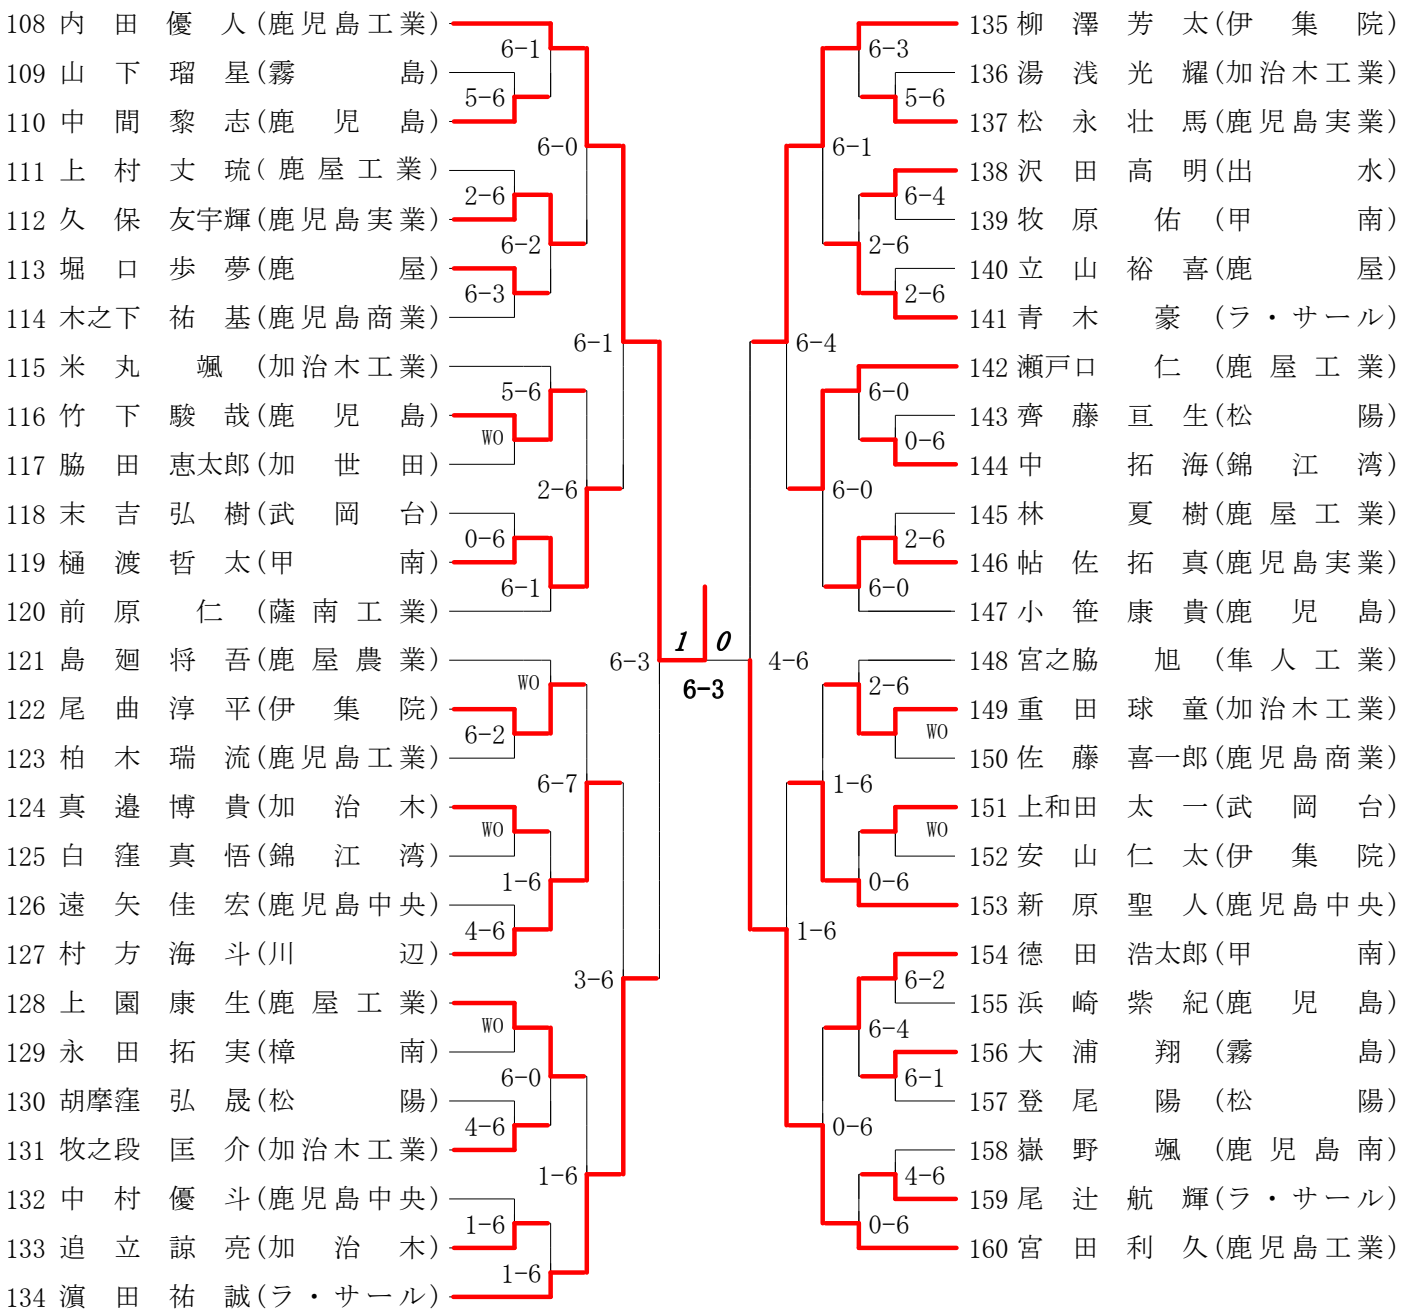 108 内田優人(鹿児島工業)
109 山下瑠星(霧島)
110 中間黎志(鹿児島)
111 上村丈琉(鹿屋工業)
112 久保友宇輝(鹿児島実業)
113 堀口歩夢(鹿屋)
114 木之下祐基(鹿児島商業)
115 米丸颯(加治木工業)
116 竹下駿哉(鹿児島)
117 脇田恵太郎(加世田)
118 末吉弘樹(武岡台)
119 樋渡哲太(甲南)
120 前原仁(薩南工業)
121 島廻将吾(鹿屋農業)
122 尾曲淳平(伊集院)
123 柏木瑞流(鹿児島工業)
124 真邉博貴(加治木)
125 白窪真悟(錦江湾)
126 遠矢佳宏(鹿児島中央)
127 村方海斗(川辺)
128 上園康生(鹿屋工業)
129 永田拓実(樟南)
130 胡摩窪弘晟(松陽)
131 牧之段匡介(加治木工業)
132 中村優斗(鹿児島中央)
133 追立諒亮(加治木)
134 濵田祐誠(ラ・サール)
6-1
5-6
6-0
2-6
6-2
6-3
6-1
5-6
WO
2-6
0-6
6-1
6-3
WO
6-2
6-7
WO
1-6
4-6
3-6
WO
6-0
4-6
1-6
1-6
1-6
1 0
6-3
6-3
5-6
6-1
6-4
2-6
2-6
6-4
6-0
0-6
6-0
2-6
6-0
4-6
2-6
WO
1-6
WO
0-6
1-6
6-2
6-4
6-1
0-6
4-6
0-6
135 柳澤芳太(伊集院)
136 湯浅光耀(加治木工業)
137 松永壮馬(鹿児島実業)
138 沢田高明(出水)
139 牧原佑(甲南)
140 立山裕喜(鹿屋)
141 青木豪(ラ・サール)
142 瀬戸口仁(鹿屋工業)
143 齊藤亘生(松陽)
144 中拓海(錦江湾)
145 林夏樹(鹿屋工業)
146 帖佐拓真(鹿児島実業)
147 小笹康貴(鹿児島)
148 宮之脇旭(隼人工業)
149 重田球童(加治木工業)
150 佐藤喜一郎(鹿児島商業)
151 上和田太一(武岡台)
152 安山仁太(伊集院)
153 新原聖人(鹿児島中央)
154 德田浩太郎(甲南)
155 浜崎紫紀(鹿児島)
156 大浦翔(霧島)
157 登尾陽(松陽)
158 嶽野颯(鹿児島南)
159 尾辻航輝(ラ・サール)
160 宮田利久(鹿児島工業)